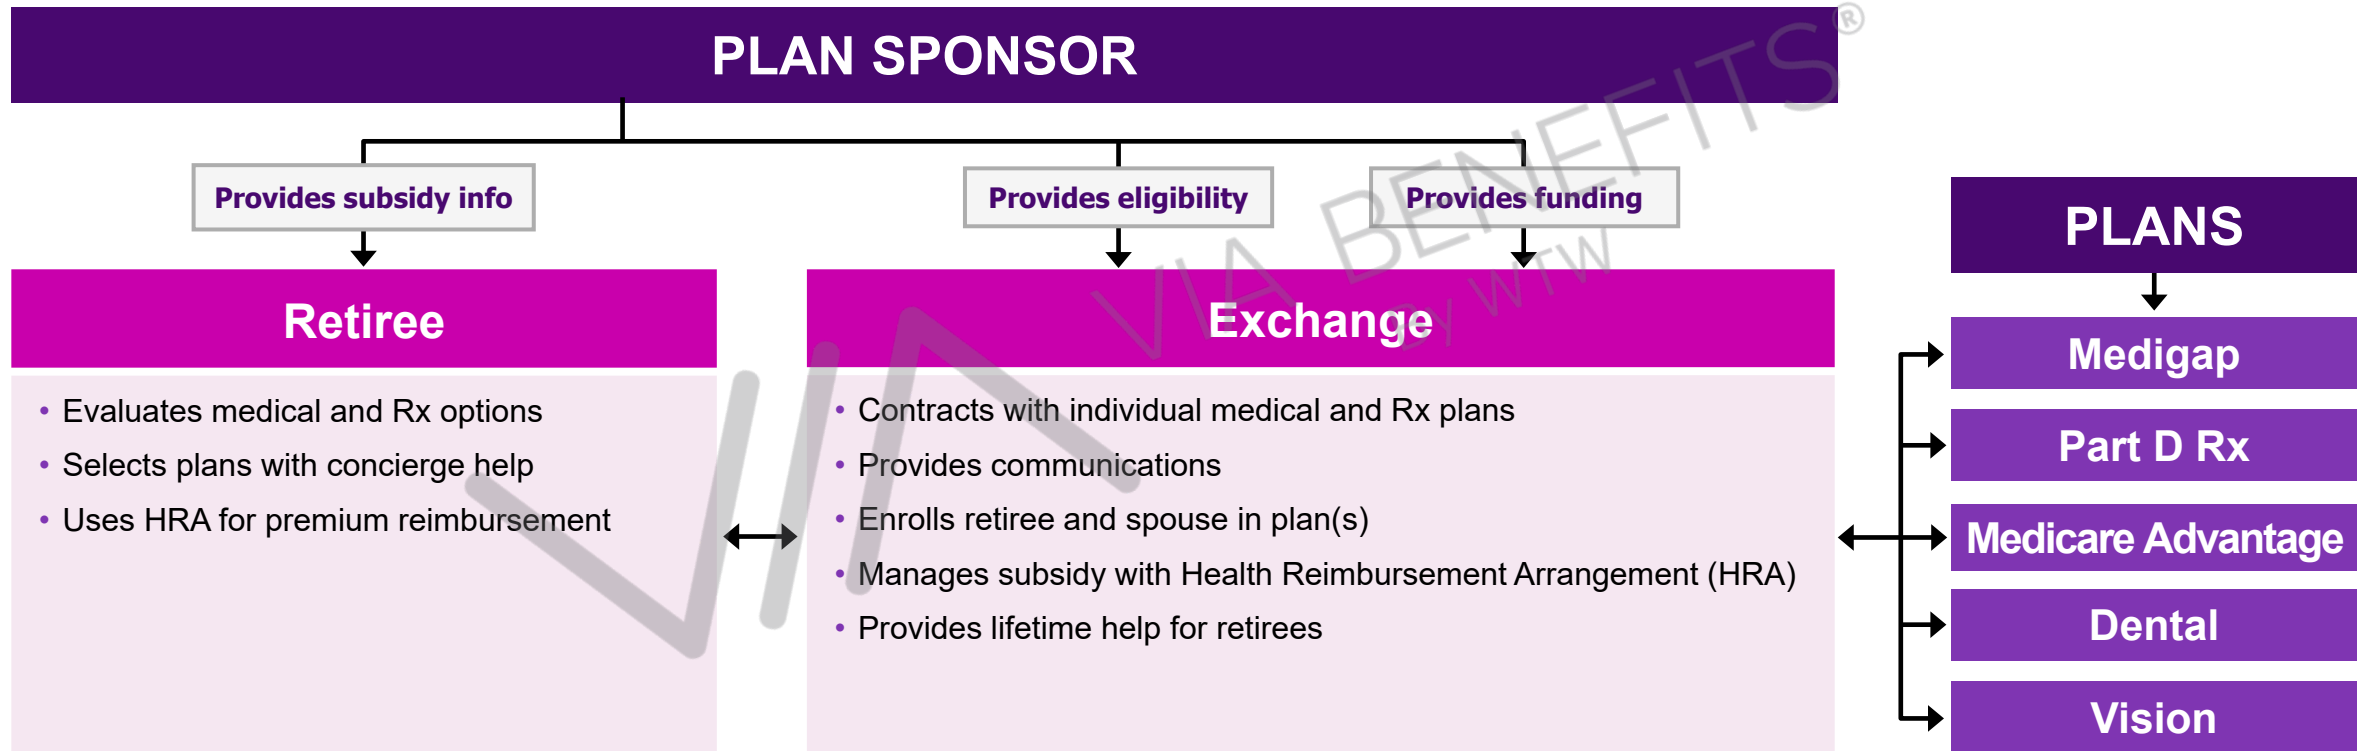 PLAN SPONSOR
Provides subsidy info
Provides eligibility
Provides funding
Retiree
• Evaluates medical and Rx options
• Selects plans with concierge help
• Uses HRA for premium reimbursement
Exchange
• Contracts with individual medical and Rx plans
• Provides communications
• Enrolls retiree and spouse in plan(s)
• Manages subsidy with Health Reimbursement Arrangement (HRA)
• Provides lifetime help for retirees
PLANS
Medigap
Part D Rx
Medicare Advantage
Dental
Vision
VIA
VIA BENEFITS®
BY WTW